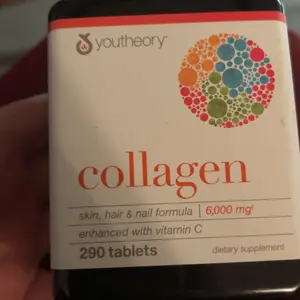 youtheory
collagen
skin, hair & nail formula | 6,000 mg†
enhanced with vitamin C
290 tablets
dietary supplement